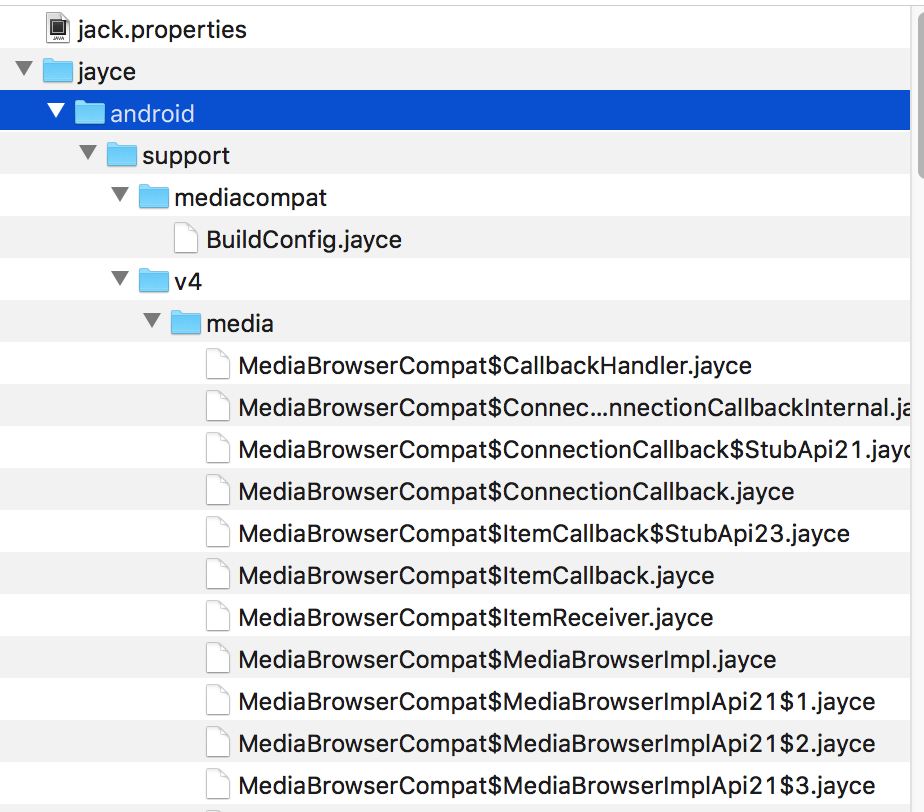 jack.properties
jayce
android
support
mediacompat
BuildConfig.jayce
v4
media
MediaBrowserCompat$CallbackHandler.jayce
MediaBrowserCompat$Connec...nnectionCallbackInternal.ja
MediaBrowserCompat$ConnectionCallback$StubApi21.jayc
MediaBrowserCompat$ConnectionCallback.jayce
MediaBrowserCompat$ItemCallback$StubApi23.jayce
MediaBrowserCompat$ItemCallback.jayce
MediaBrowserCompat$ItemReceiver.jayce
MediaBrowserCompat$MediaBrowserImpl.jayce
MediaBrowserCompat$MediaBrowserImplApi21$1.jayce
MediaBrowserCompat$MediaBrowserImplApi21$2.jayce
MediaBrowserCompat$MediaBrowserImplApi21$3.jayce